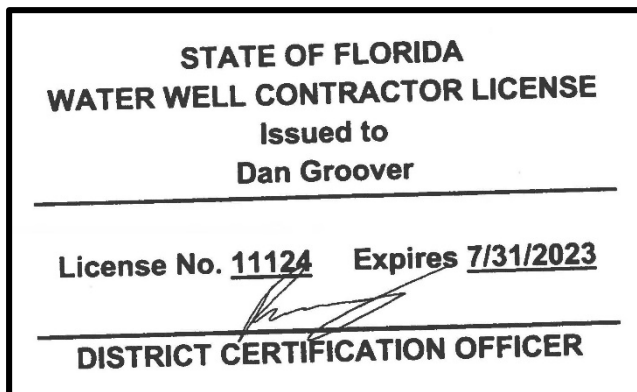 STATE OF FLORIDA
WATER WELL CONTRACTOR LICENSE
Issued to
Dan Groover
License No. 11124 Expires 7/31/2023
DISTRICT CERTIFICATION OFFICER